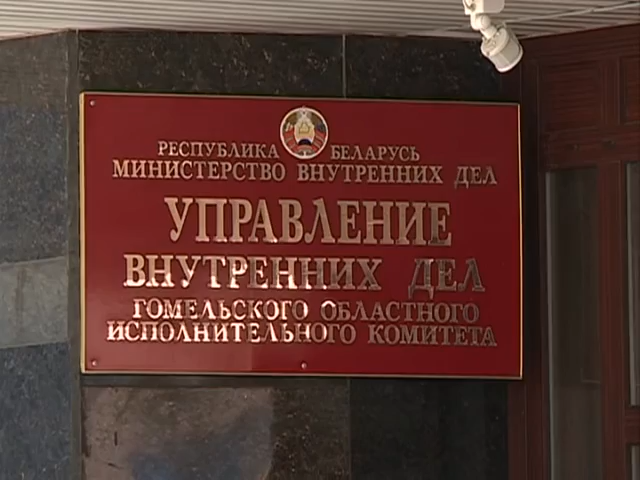 РЕСПУБЛИКА БЕЛАРУСЬ
МИНИСТЕРСТВО ВНУТРЕННИХ ДЕЛ
УПРАВЛЕНИЕ
ВНУТРЕННИХ ДЕЛ
ГОМЕЛЬСКОГО ОБЛАСТНОГО
ИСПОЛНИТЕЛЬНОГО КОМИТЕТА